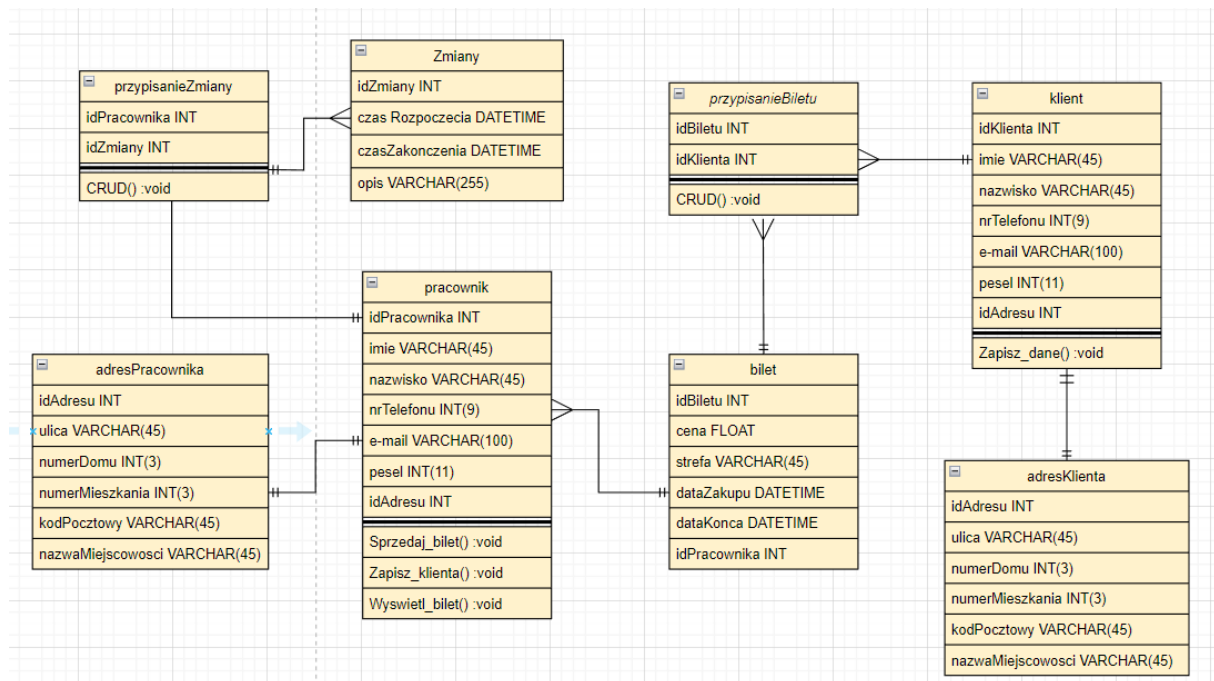 przypisanieZmiany
idPracownika INT
idZmiany INT
CRUD() :void
Zmiany
idZmiany INT
czas Rozpoczecia DATETIME
czasZakonczenia DATETIME
opis VARCHAR(255)
przypisanieBiletu
idBiletu INT
idKlienta INT
CRUD() :void
klient
idKlienta INT
imie VARCHAR(45)
nazwisko VARCHAR(45)
nrTelefonu INT(9)
e-mail VARCHAR(100)
pesel INT(11)
idAdresu INT
Zapisz_dane() :void
adresPracownika
idAdresu INT
ulica VARCHAR(45)
numerDomu INT(3)
numerMieszkania INT(3)
kodPocztowy VARCHAR(45)
nazwaMiejscowosci VARCHAR(45)
pracownik
idPracownika INT
imie VARCHAR(45)
nazwisko VARCHAR(45)
nrTelefonu INT(9)
e-mail VARCHAR(100)
pesel INT(11)
idAdresu INT
Sprzedaj_bilet() :void
Zapisz_klienta() :void
Wyswietl_bilet() :void
bilet
idBiletu INT
cena FLOAT
strefa VARCHAR(45)
dataZakupu DATETIME
dataKonca DATETIME
idPracownika INT
adresKlienta
idAdresu INT
ulica VARCHAR(45)
numerDomu INT(3)
numerMieszkania INT(3)
kodPocztowy VARCHAR(45)
nazwaMiejscowosci VARCHAR(45)